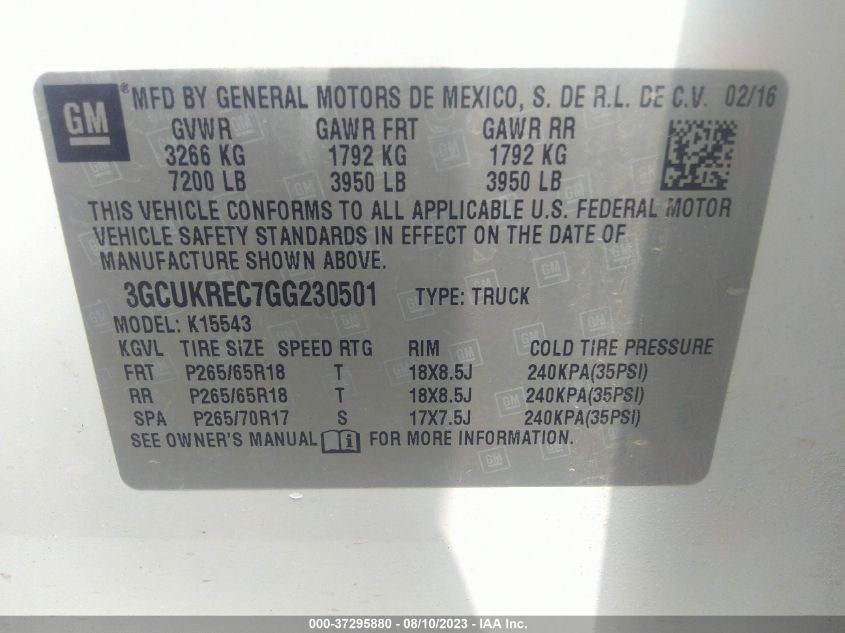 GM ® MFD BY GENERAL MOTORS DE MEXICO, S. DE R.L. DE C.V. 02/16
GVWR GAWR FRT GAWR RR
3266 KG 1792 KG 1792 KG
7200 LB 3950 LB 3950 LB
THIS VEHICLE CONFORMS TO ALL APPLICABLE U.S. FEDERAL MOTOR
VEHICLE SAFETY STANDARDS IN EFFECT ON THE DATE OF
MANUFACTURE SHOWN ABOVE.
3GCUKREC7GG230501 TYPE: TRUCK
MODEL: K15543
KGVL TIRE SIZE SPEED RTG RIM COLD TIRE PRESSURE
FRT P265/65R18 T 18X8.5J 240KPA(35PSI)
RR P265/65R18 T 18X8.5J 240KPA(35PSI)
SPA P265/70R17 S 17X7.5J 240KPA(35PSI)
SEE OWNER'S MANUAL i FOR MORE INFORMATION.
000-37295880 - 08/10/2023 - IAA Inc.